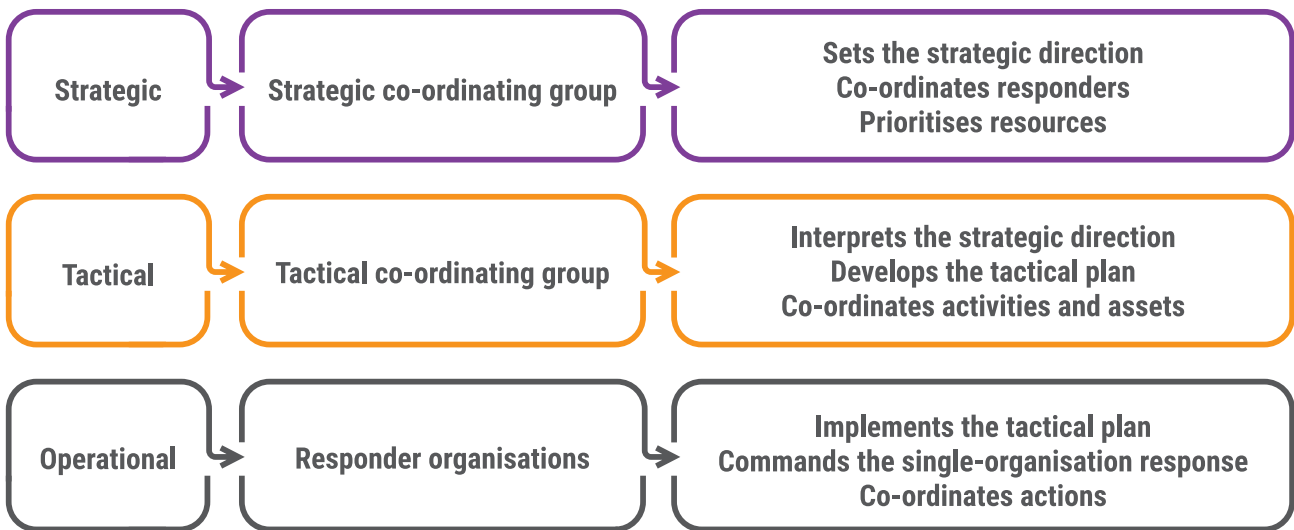 Strategic
Strategic co-ordinating group
Sets the strategic direction
Co-ordinates responders
Prioritises resources
Tactical
Tactical co-ordinating group
Interprets the strategic direction
Develops the tactical plan
Co-ordinates activities and assets
Operational
Responder organisations
Implements the tactical plan
Commands the single-organisation response
Co-ordinates actions